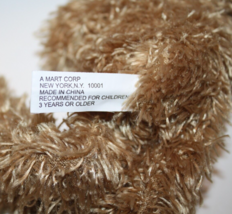 A MART CORP
NEW YORK,N.Y. 10001
MADE IN CHINA
RECOMMENDED FOR CHILDREN
3 YEARS OR OLDER